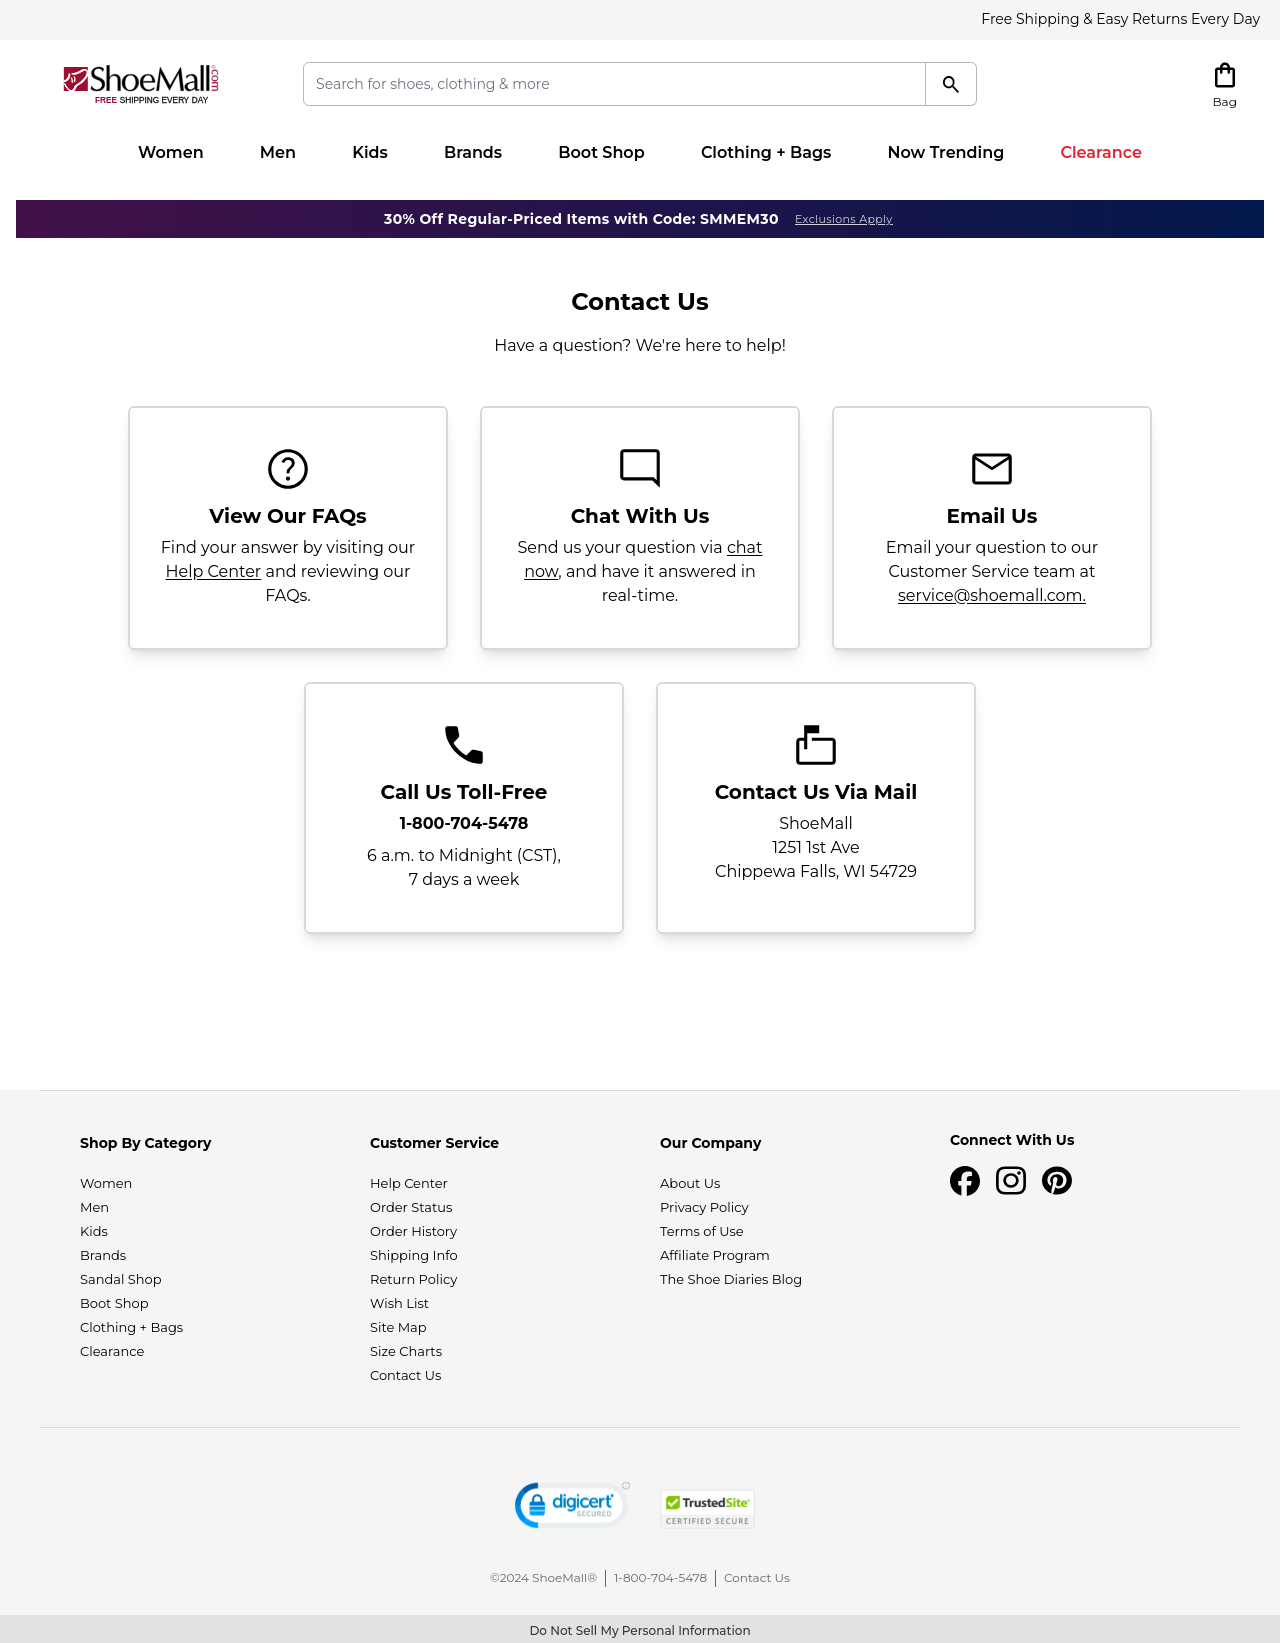 Free Shipping & Easy Returns Every Day
ShoeMall.com
FREE SHIPPING EVERY DAY
Search for shoes, clothing & more
Bag
Women Men Kids Brands Boot Shop Clothing + Bags Now Trending Clearance
30% Off Regular-Priced Items with Code: SMMEM30 Exclusions Apply
Contact Us
Have a question? We're here to help!
View Our FAQs
Find your answer by visiting our
Help Center and reviewing our
FAQs.
Chat With Us
Send us your question via chat
now, and have it answered in
real-time.
Email Us
Email your question to our
Customer Service team at
service@shoemall.com.
Call Us Toll-Free
1-800-704-5478
6 a.m. to Midnight (CST),
7 days a week
Contact Us Via Mail
ShoeMall
1251 1st Ave
Chippewa Falls, WI 54729
Shop By Category
Women
Men
Kids
Brands
Sandal Shop
Boot Shop
Clothing + Bags
Clearance
Customer Service
Help Center
Order Status
Order History
Shipping Info
Return Policy
Wish List
Site Map
Size Charts
Contact Us
Our Company
About Us
Privacy Policy
Terms of Use
Affiliate Program
The Shoe Diaries Blog
Connect With Us
digicert
SECURED
TrustedSite
CERTIFIED SECURE
©2024 ShoeMall® 1-800-704-5478 Contact Us
Do Not Sell My Personal Information